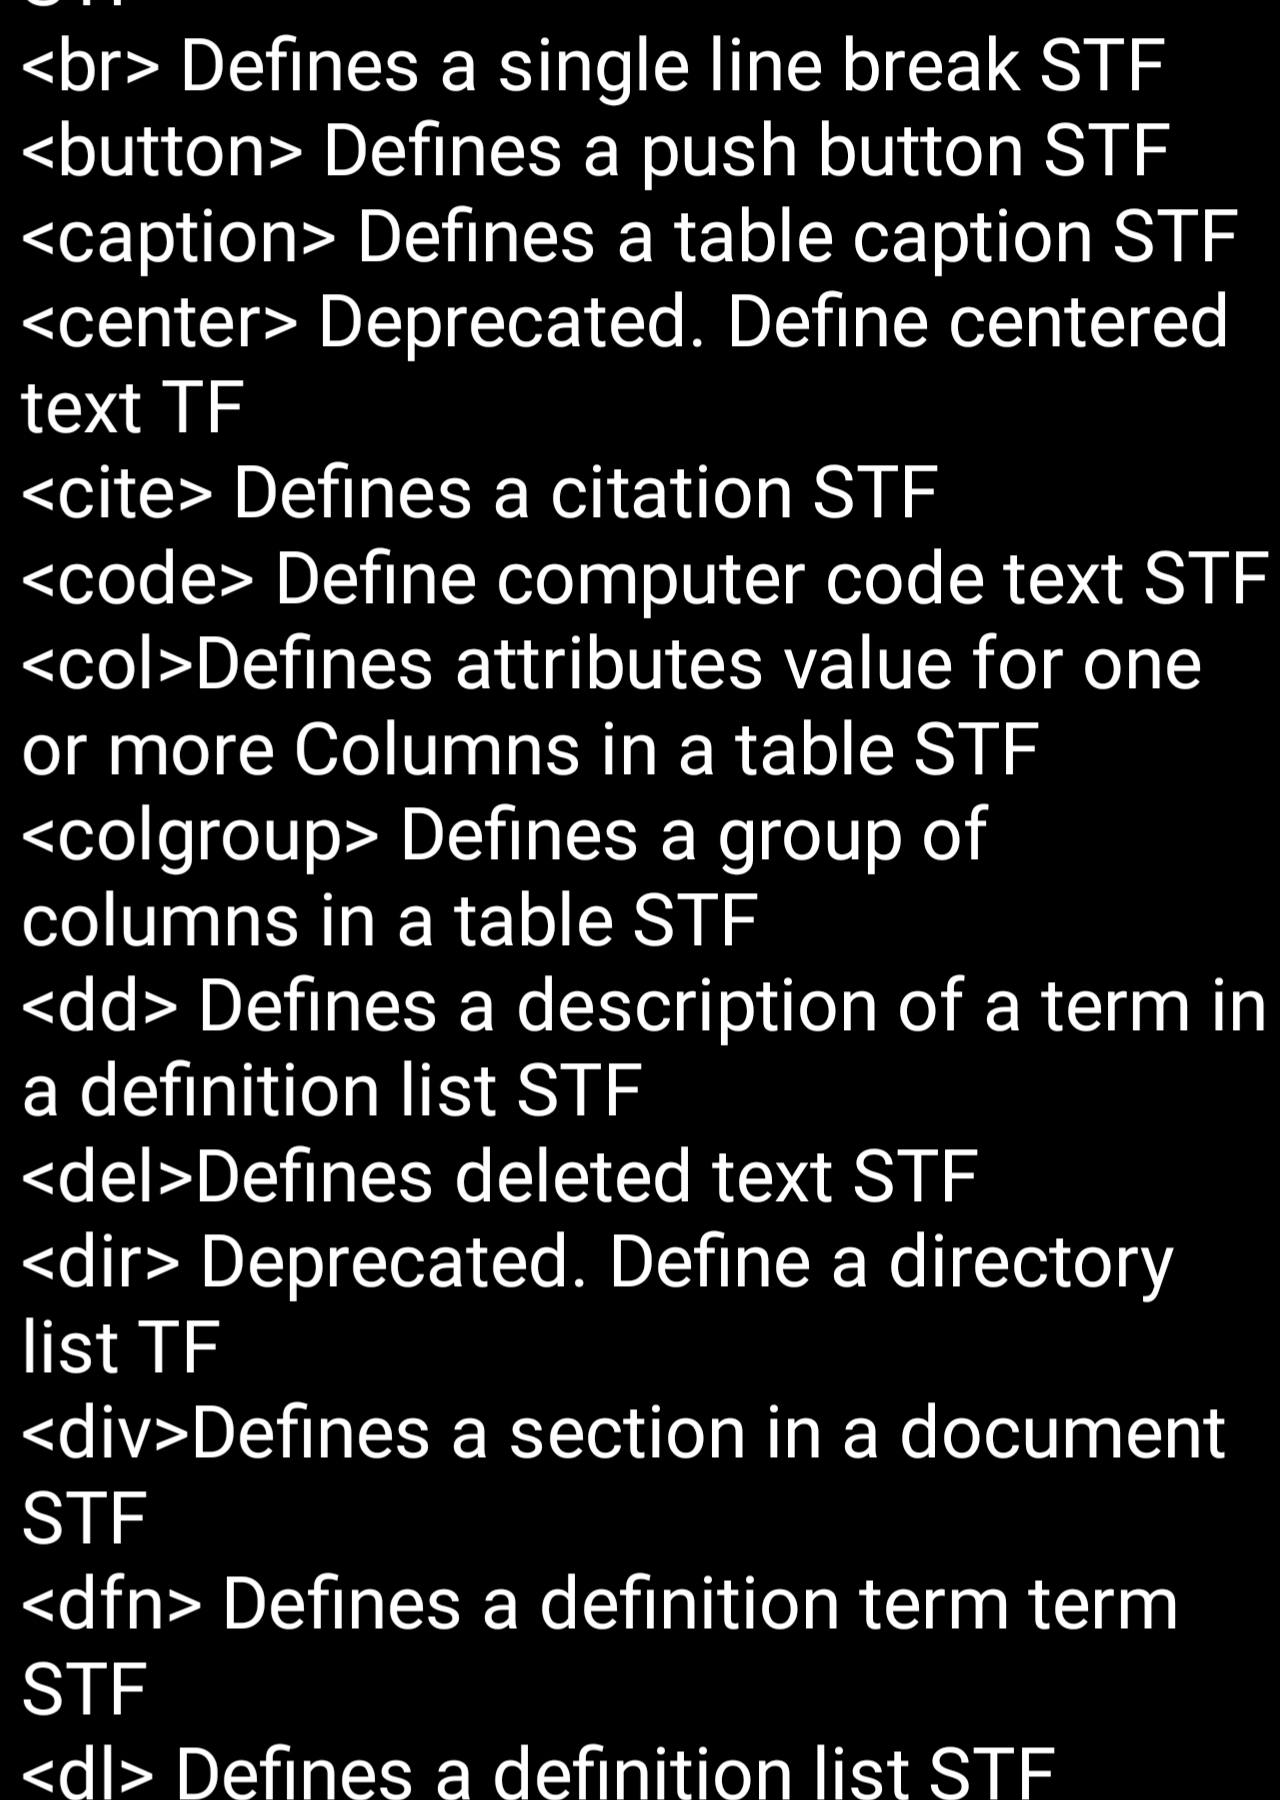 STF
<br> Defines a single line break STF
<button> Defines a push button STF
<caption> Defines a table caption STF
<center> Deprecated. Define centered
text TF
<cite> Defines a citation STF
<code> Define computer code text STF
<col>Defines attributes value for one
or more Columns in a table STF
<colgroup> Defines a group of
columns in a table STF
<dd> Defines a description of a term in
a definition list STF
<del>Defines deleted text STF
<dir> Deprecated. Define a directory
list TF
<div>Defines a section in a document
STF
<dfn> Defines a definition term term
STF
<dl> Defines a definition list STF